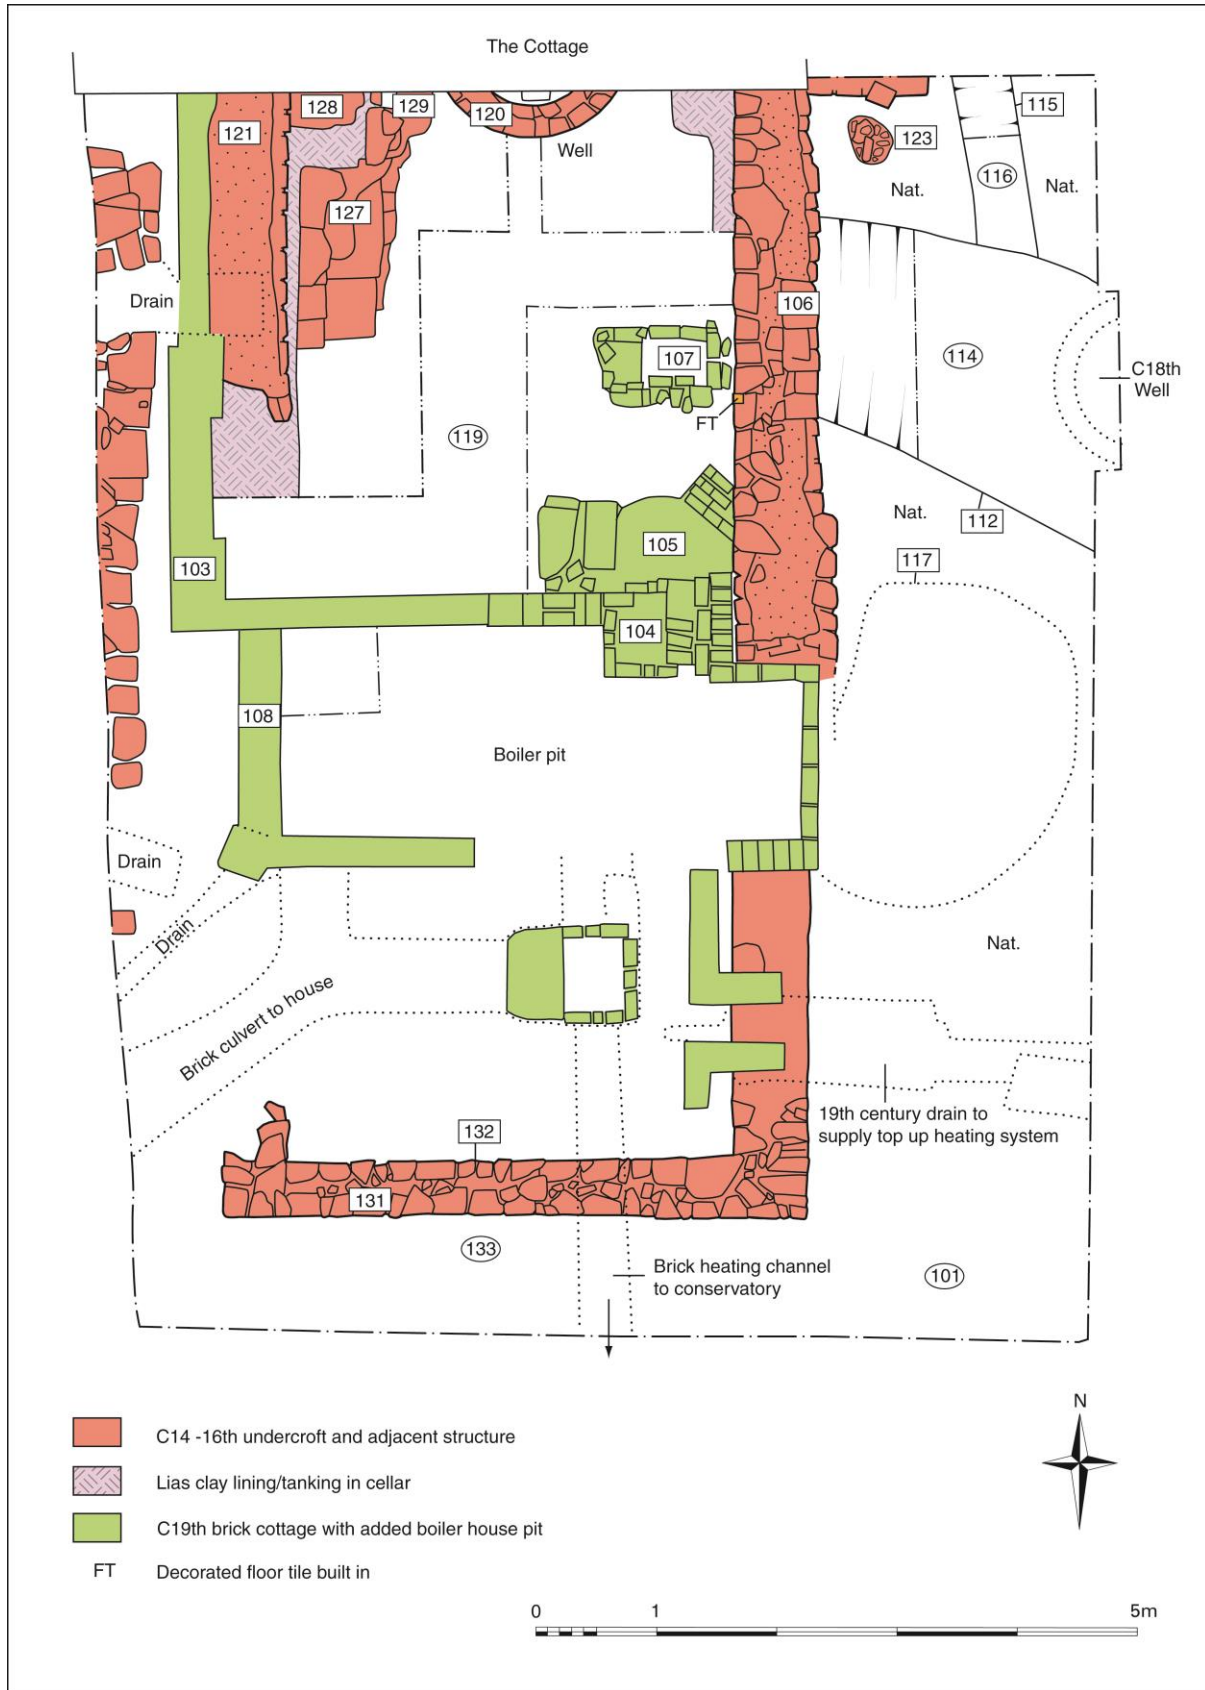 The Cottage
128
129
121
120
115
123
Well
116
Nat.
Nat.
127
Drain
106
107
114
C18th
Well
FT
119
Nat.
112
105
117
103
104
108
Boiler pit
Drain
Drain
Nat.
Brick culvert to house
19th century drain to
supply top up heating system
132
131
133
Brick heating channel
to conservatory
101
N
C14 -16th undercroft and adjacent structure
Lias clay lining/tanking in cellar
C19th brick cottage with added boiler house pit
FT Decorated floor tile built in
0 1 5m